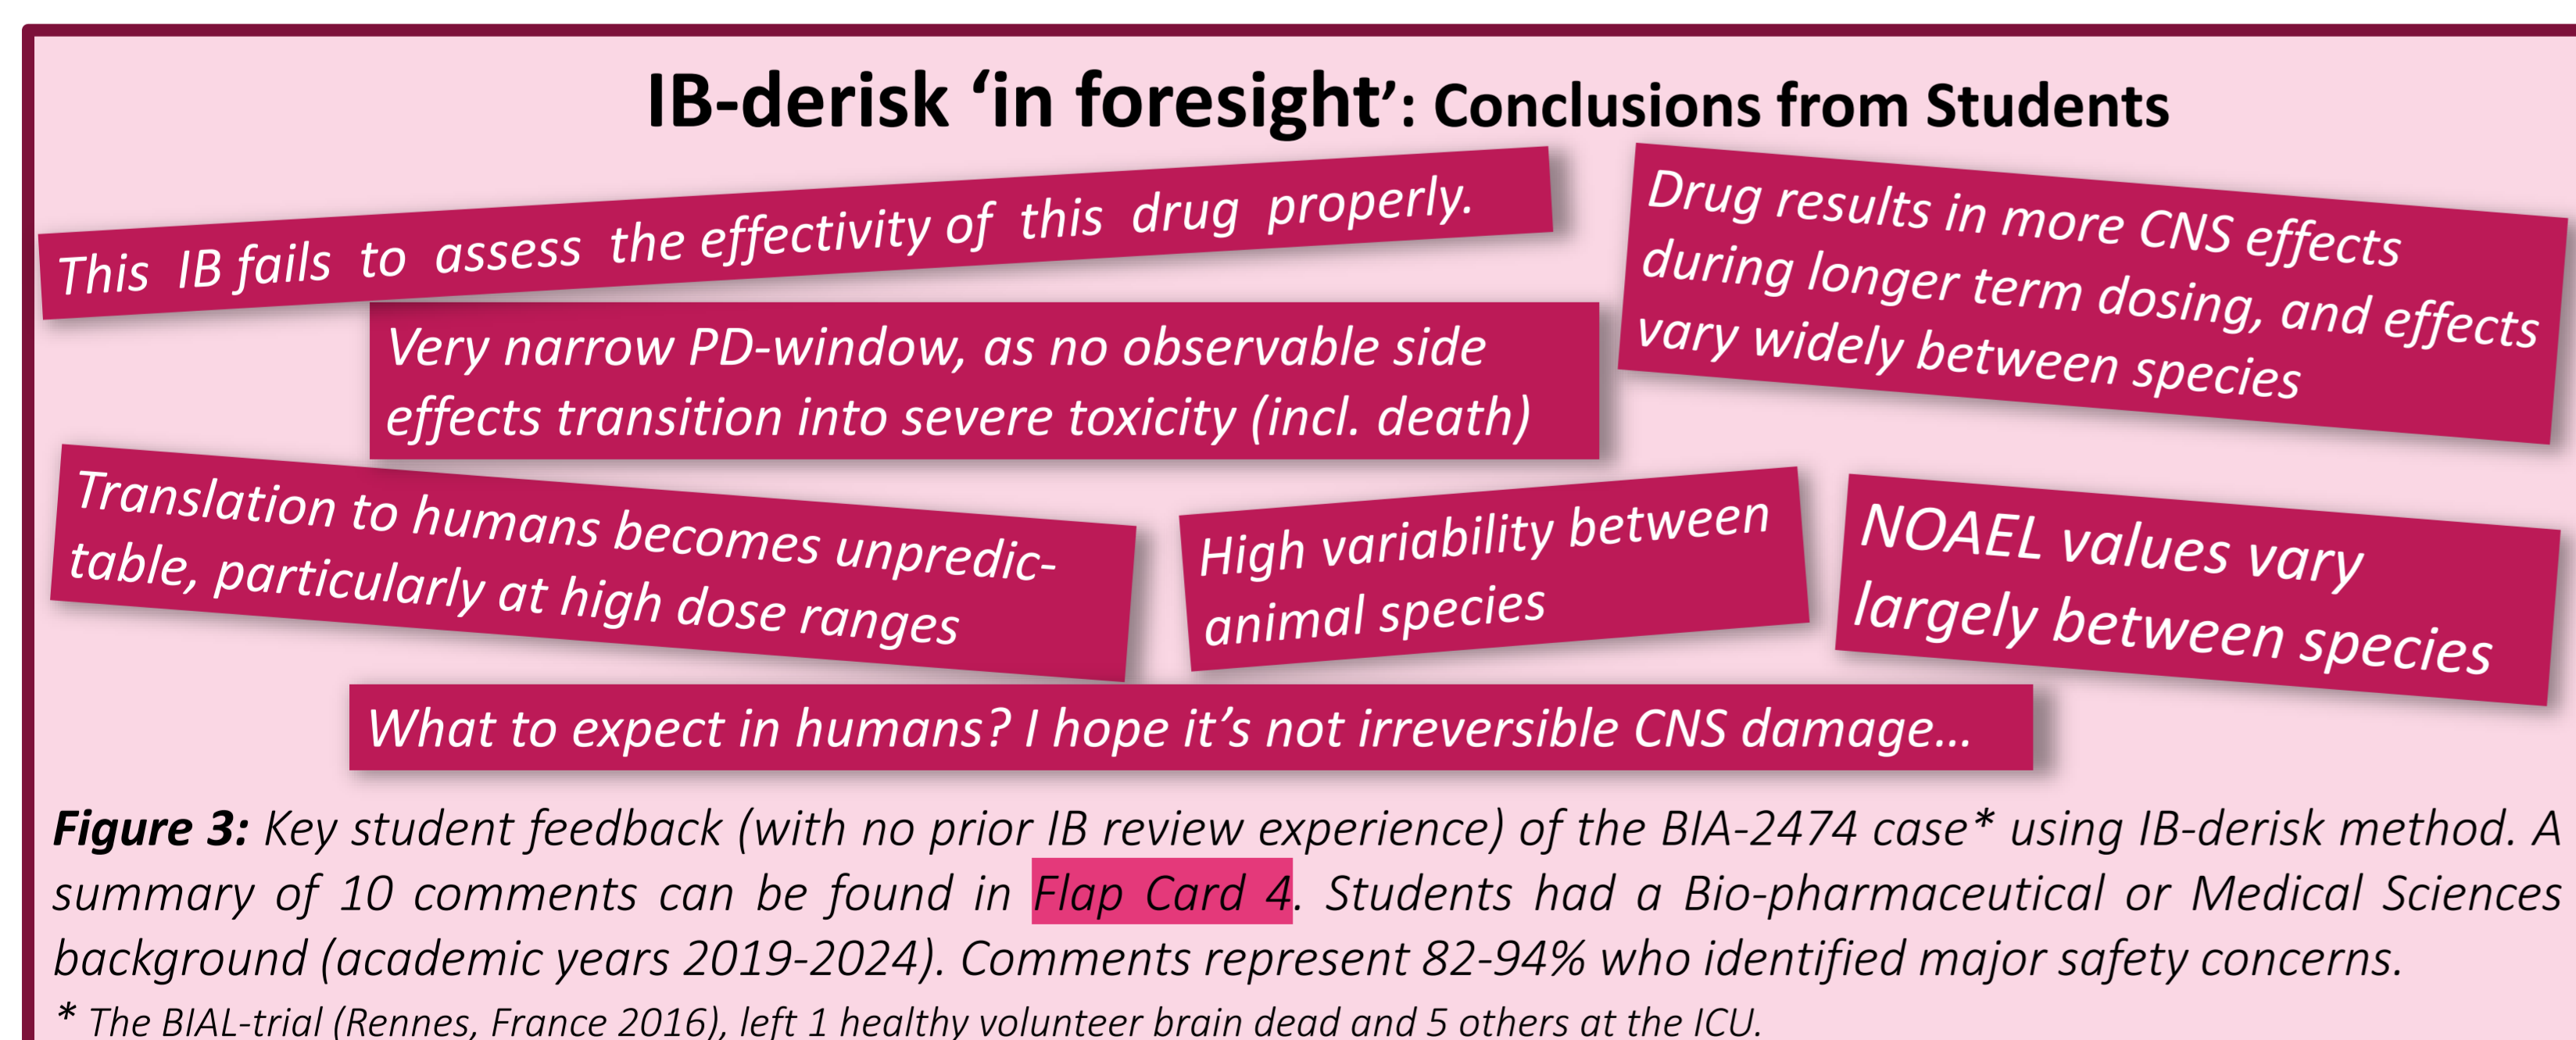 IB-derisk ‘in foresight’: Conclusions from Students
This IB fails to assess the effectivity of this drug properly.
Drug results in more CNS effects
during longer term dosing, and effects
vary widely between species
Very narrow PD-window, as no observable side
effects transition into severe toxicity (incl. death)
Translation to humans becomes unpredic-
table, particularly at high dose ranges
High variability between
animal species
NOAEL values vary
largely between species
What to expect in humans? I hope it’s not irreversible CNS damage...
Figure 3: Key student feedback (with no prior IB review experience) of the BIA-2474 case* using IB-derisk method. A
summary of 10 comments can be found in Flap Card 4. Students had a Bio-pharmaceutical or Medical Sciences
background (academic years 2019-2024). Comments represent 82-94% who identified major safety concerns.
* The BIAL-trial (Rennes, France 2016), left 1 healthy volunteer brain dead and 5 others at the ICU.